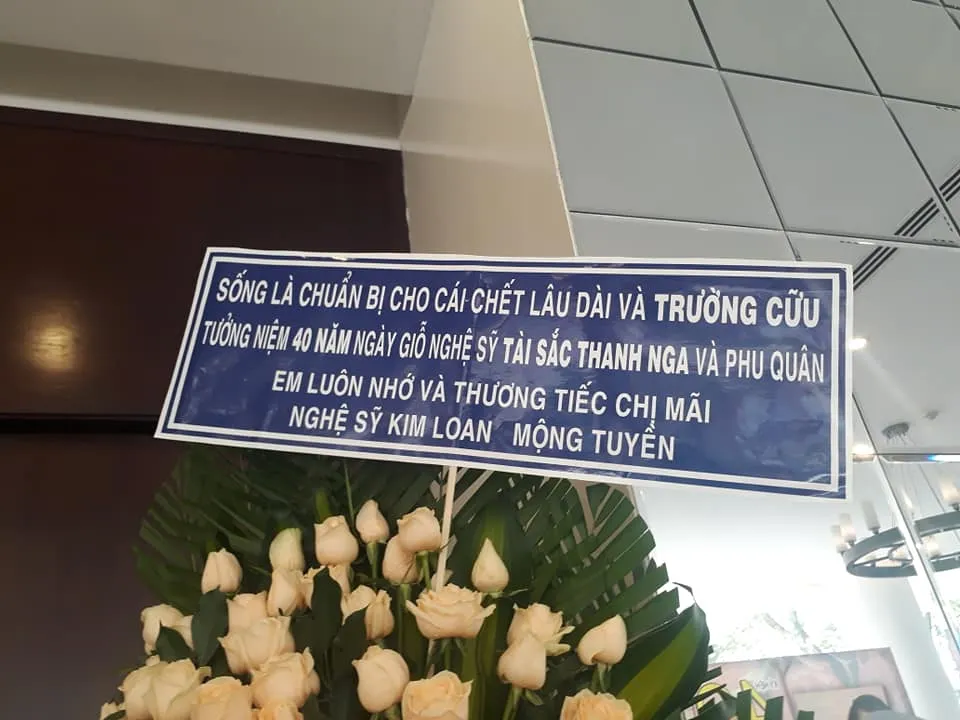 SỐNG LÀ CHUẨN BỊ CHO CÁI CHẾT LÂU DÀI VÀ TRƯỜNG CỬU
TƯỞNG NIỆM 40 NĂM NGÀY GIỖ NGHỆ SỸ TÀI SẮC THANH NGA VÀ PHU QUÂN
EM LUÔN NHỚ VÀ THƯƠNG TIẾC CHỊ MÃI
NGHỆ SỸ KIM LOAN MỘNG TUYỀN